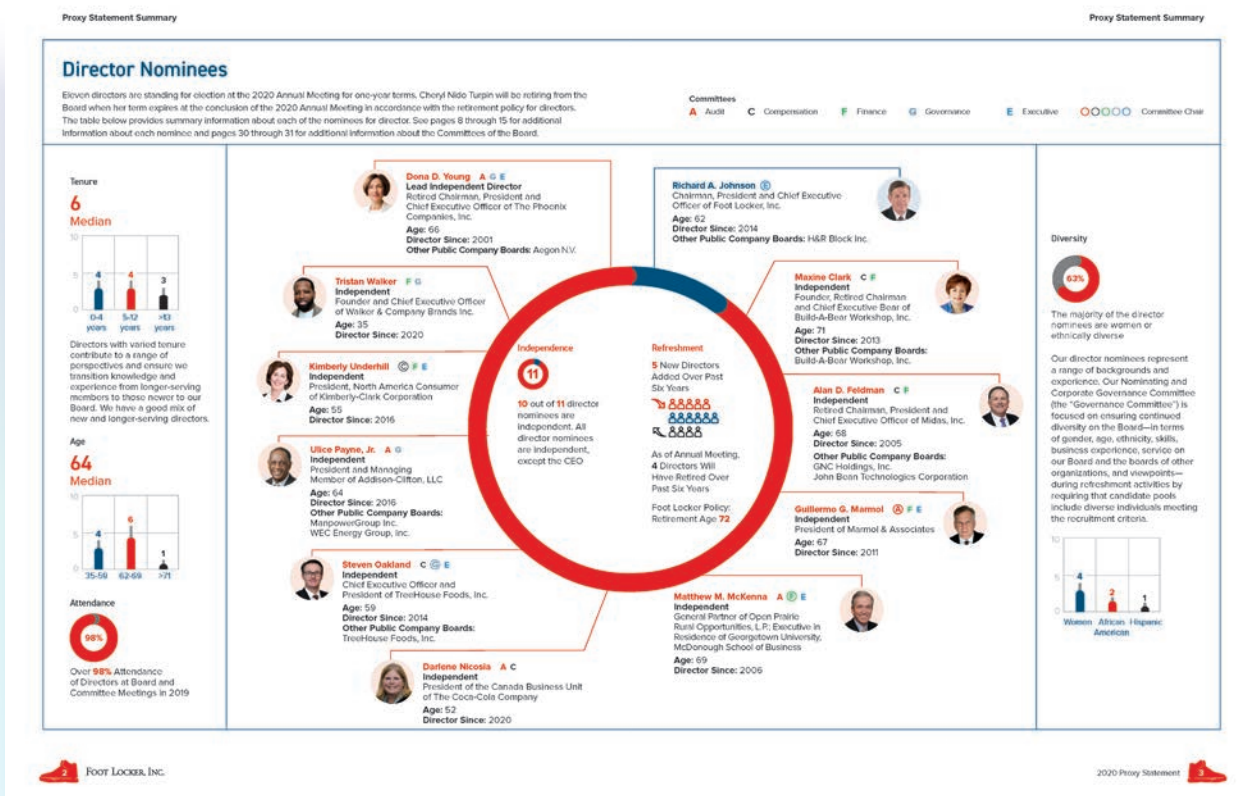 Proxy Statement Summary
Proxy Statement Summary
Director Nominees
Eleven directors are standing for election at the 2020 Annual Meeting for one-year terms. Cheryl Nido Turpin will be retiring from the
Board when her term expires at the conclusion of the 2020 Annual Meeting in accordance with the retirement policy for directors.
The table below provides summary information about each of the nominees for director. See pages 8 through 15 for additional
information about each nominee and pages 30 through 31 for additional information about the Committees of the Board.
Committees
A Audit C Compensation F Finance G Governance E Executive Committee Chair
Tenure
6
Median
10
5
0
4
4
3
0-4 years
5-12 years
>13 years
Directors with varied tenure
contribute to a range of
perspectives and ensure we
transition knowledge and
experience from longer-serving
members to those newer to our
Board. We have a good mix of
new and longer-serving directors.
Age
64
Median
10
5
0
4
6
1
35-59 62-69 >71
Attendance
98%
Over 98% Attendance
of Directors at Board and
Committee Meetings in 2019
Dona D. Young A G E
Lead Independent Director
Retired Chairman, President and
Chief Executive Officer of The Phoenix
Companies, Inc.
Age: 66
Director Since: 2001
Other Public Company Boards: Aegon N.V.
Tristan Walker F G
Independent
Founder and Chief Executive Officer
of Walker & Company Brands Inc.
Age: 35
Director Since: 2020
Kimberly Underhill C F E
Independent
President, North America Consumer
of Kimberly-Clark Corporation
Age: 55
Director Since: 2016
Ulice Payne, Jr. A G
Independent
President and Managing
Member of Addison-Clifton, LLC
Age: 64
Director Since: 2016
Other Public Company Boards:
ManpowerGroup Inc.
WEC Energy Group, Inc.
Steven Oakland C G E
Independent
Chief Executive Officer and
President of TreeHouse Foods, Inc.
Age: 59
Director Since: 2014
Other Public Company Boards:
TreeHouse Foods, Inc.
Darlene Nicosia A C
Independent
President of the Canada Business Unit
of The Coca-Cola Company
Age: 52
Director Since: 2020
Independence
11
10 out of 11 director
nominees are
independent. All
director nominees
are independent,
except the CEO
Refreshment
5 New Directors
Added Over Past
Six Years
As of Annual Meeting,
4 Directors Will
Have Retired Over
Past Six Years
Foot Locker Policy:
Retirement Age 72
Richard A. Johnson E
Chairman, President and Chief Executive
Officer of Foot Locker, Inc.
Age: 62
Director Since: 2014
Other Public Company Boards: H&R Block Inc.
Maxine Clark C F
Independent
Founder, Retired Chairman
and Chief Executive Bear of
Build-A-Bear Workshop, Inc.
Age: 71
Director Since: 2013
Other Public Company Boards:
Build-A-Bear Workshop, Inc.
Alan D. Feldman C F
Independent
Retired Chairman, President and
Chief Executive Officer of Midas, Inc.
Age: 68
Director Since: 2005
Other Public Company Boards:
GNC Holdings, Inc.
John Bean Technologies Corporation
Guillermo G. Marmol A F E
Independent
President of Marmol & Associates
Age: 67
Director Since: 2011
Matthew M. McKenna A F E
Independent
General Partner of Open Prairie
Rural Opportunities, L.P.; Executive in
Residence of Georgetown University,
McDonough School of Business
Age: 69
Director Since: 2006
Diversity
63%
The majority of the director
nominees are women or
ethnically diverse
Our director nominees represent
a range of backgrounds and
experience. Our Nominating and
Corporate Governance Committee
(the "Governance Committee") is
focused on ensuring continued
diversity on the Board—in terms
of gender, age, ethnicity, skills,
business experience, service on
our Board and the boards of other
organizations, and viewpoints—
during refreshment activities by
requiring that candidate pools
include diverse individuals meeting
the recruitment criteria.
10
5
0
4
2
1
Women African American Hispanic
2 FOOT LOCKER, INC.
2020 Proxy Statement 3